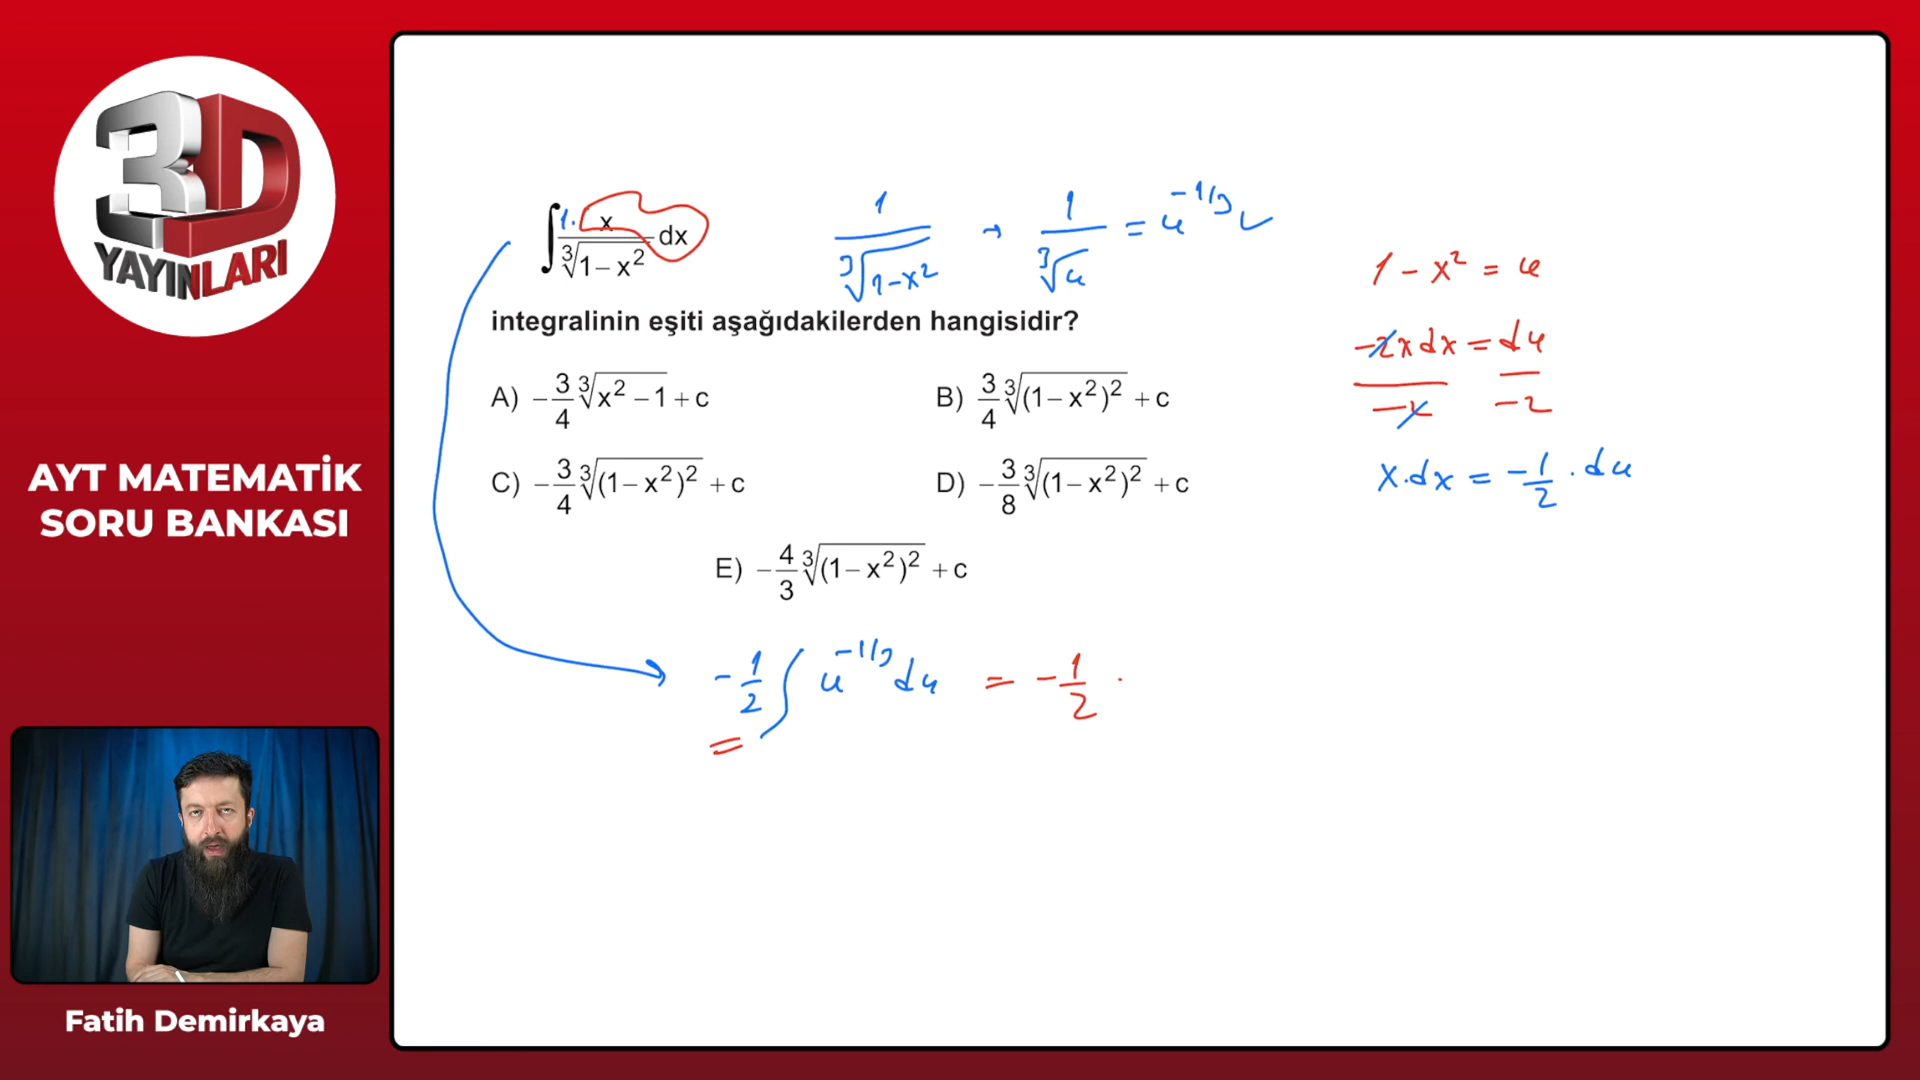 3D
YAYINLARI
AYT MATEMATİK
SORU BANKASI
Fatih Demirkaya
∫ 1. x / ∛(1 – x²) dx
integralinin eşiti aşağıdakilerden hangisidir?
A) –3/4 ∛(x² – 1) + c
B) 3/4 ∛((1 – x²)²) + c
C) –3/4 ∛((1 – x²)²) + c
D) –3/8 ∛((1 – x²)²) + c
E) –4/3 ∛((1 – x²)²) + c
1 / ∛(1-x²) → 1 / ∛u = u^(-1/3) ✓
1 - x² = u
-2x dx / -2 = du / -2
x.dx = -1/2 . du
-1/2 ∫ u^(-1/3) du = -1/2 .
=